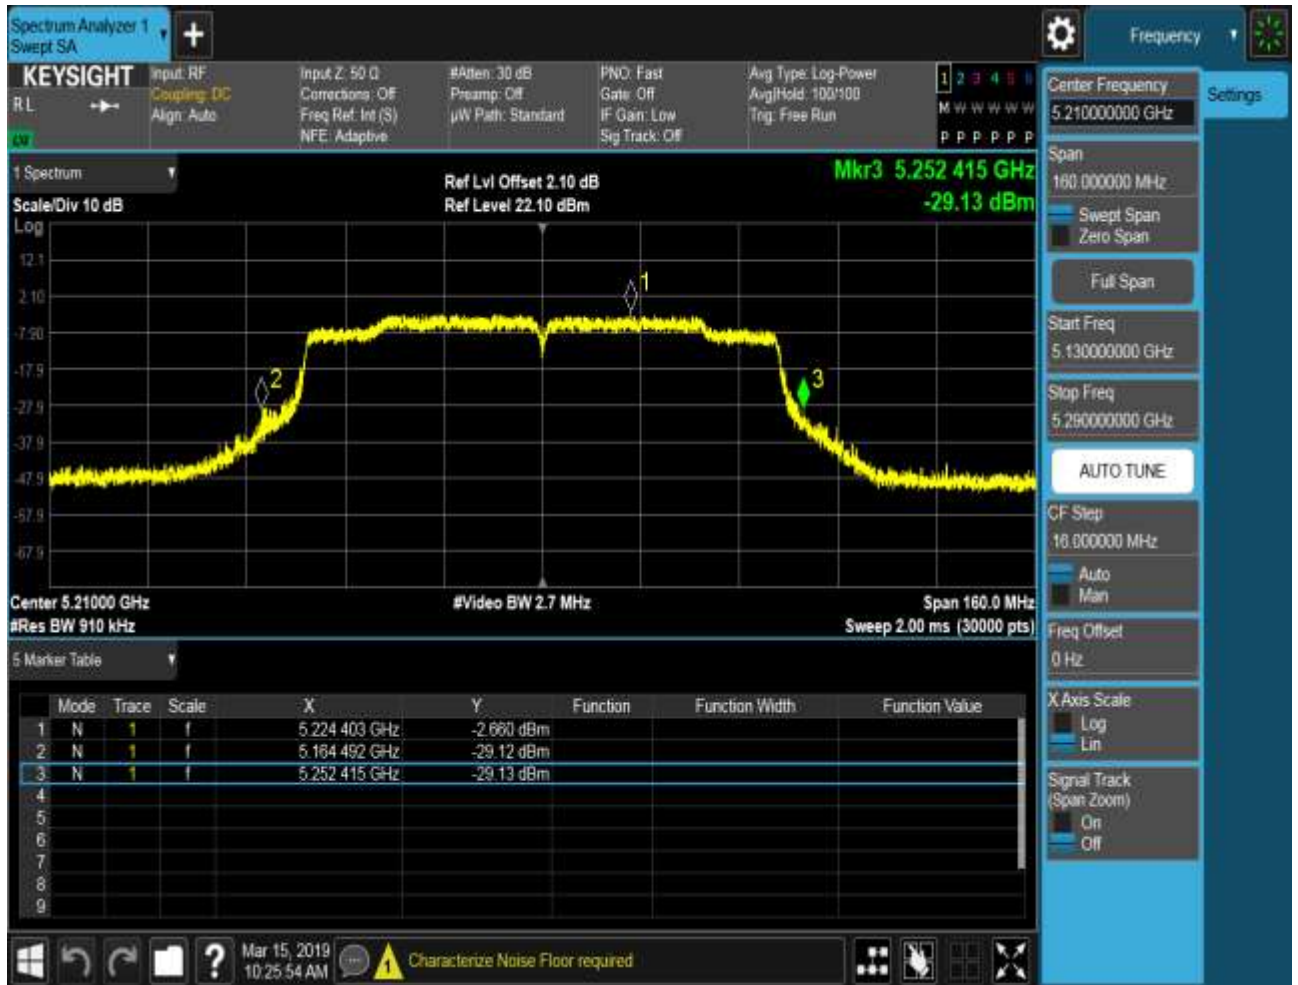 Spectrum Analyzer 1
Swept SA
Frequency
KEYSIGHT
R L
Input: RF
Coupling: DC
Align: Auto
Input Z: 50 Ω
Corrections: Off
Freq Ref: Int (S)
NFE: Adaptive
#Atten: 30 dB
Preamp: Off
µW Path: Standard
PNO: Fast
Gate: Off
IF Gain: Low
Sig Track: Off
Avg Type: Log-Power
Avg|Hold: 100/100
Trig: Free Run
1 2 3 4 5 6
M W W W W W
P P P P P P
1 Spectrum
Scale/Div 10 dB
Ref Lvl Offset 2.10 dB
Ref Level 22.10 dBm
Mkr3 5.252 415 GHz
-29.13 dBm
Log
12.1
2.10
-7.90
-17.9
-27.9
-37.9
-47.9
-57.9
-67.9
1
2
3
Center 5.21000 GHz
#Video BW 2.7 MHz
Span 160.0 MHz
#Res BW 910 kHz
Sweep 2.00 ms (30000 pts)
5 Marker Table
Mode Trace Scale X Y Function Function Width Function Value
1 N 1 f 5.224 403 GHz -2.660 dBm
2 N 1 f 5.164 492 GHz -29.12 dBm
3 N 1 f 5.252 415 GHz -29.13 dBm
4
5
6
7
8
9
Center Frequency
5.210000000 GHz
Settings
Span
160.000000 MHz
Swept Span
Zero Span
Full Span
Start Freq
5.130000000 GHz
Stop Freq
5.290000000 GHz
AUTO TUNE
CF Step
16.000000 MHz
Auto
Man
Freq Offset
0 Hz
X Axis Scale
Log
Lin
Signal Track
(Span Zoom)
On
Off
?
Mar 15, 2019
10:25:54 AM
1
Characterize Noise Floor required